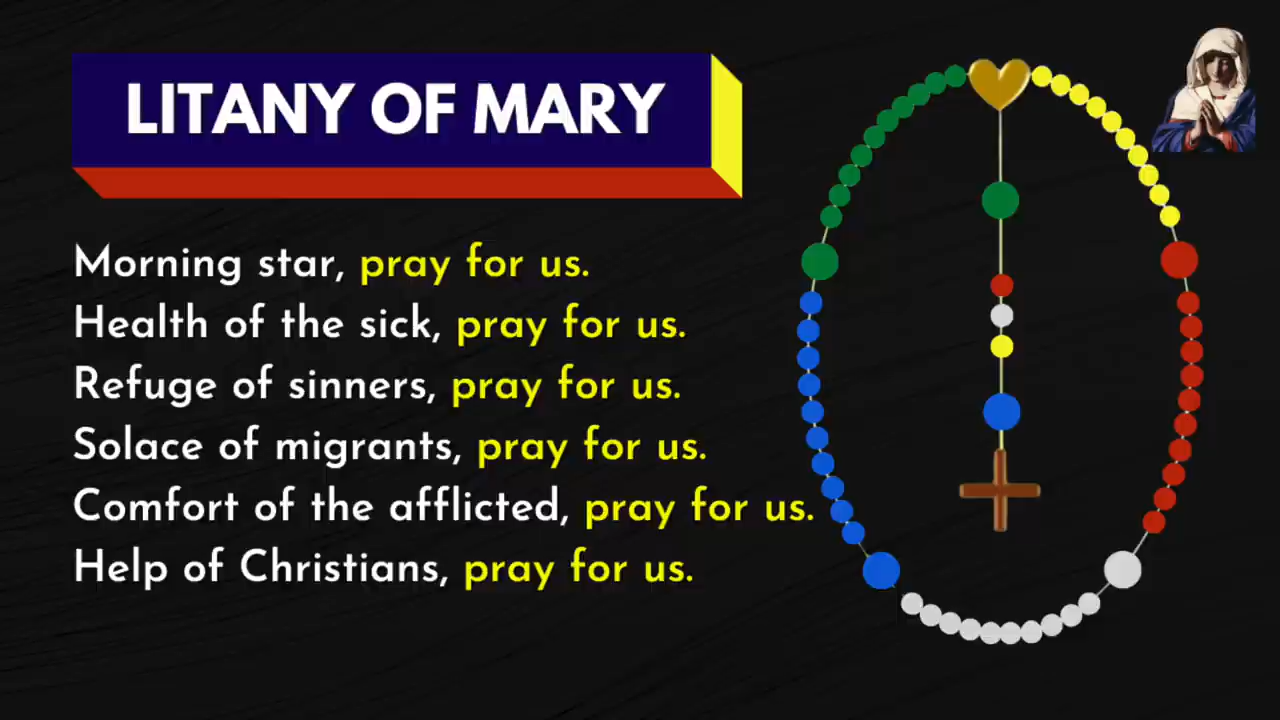 LITANY OF MARY
Morning star, pray for us.
Health of the sick, pray for us.
Refuge of sinners, pray for us.
Solace of migrants, pray for us.
Comfort of the afflicted, pray for us.
Help of Christians, pray for us.